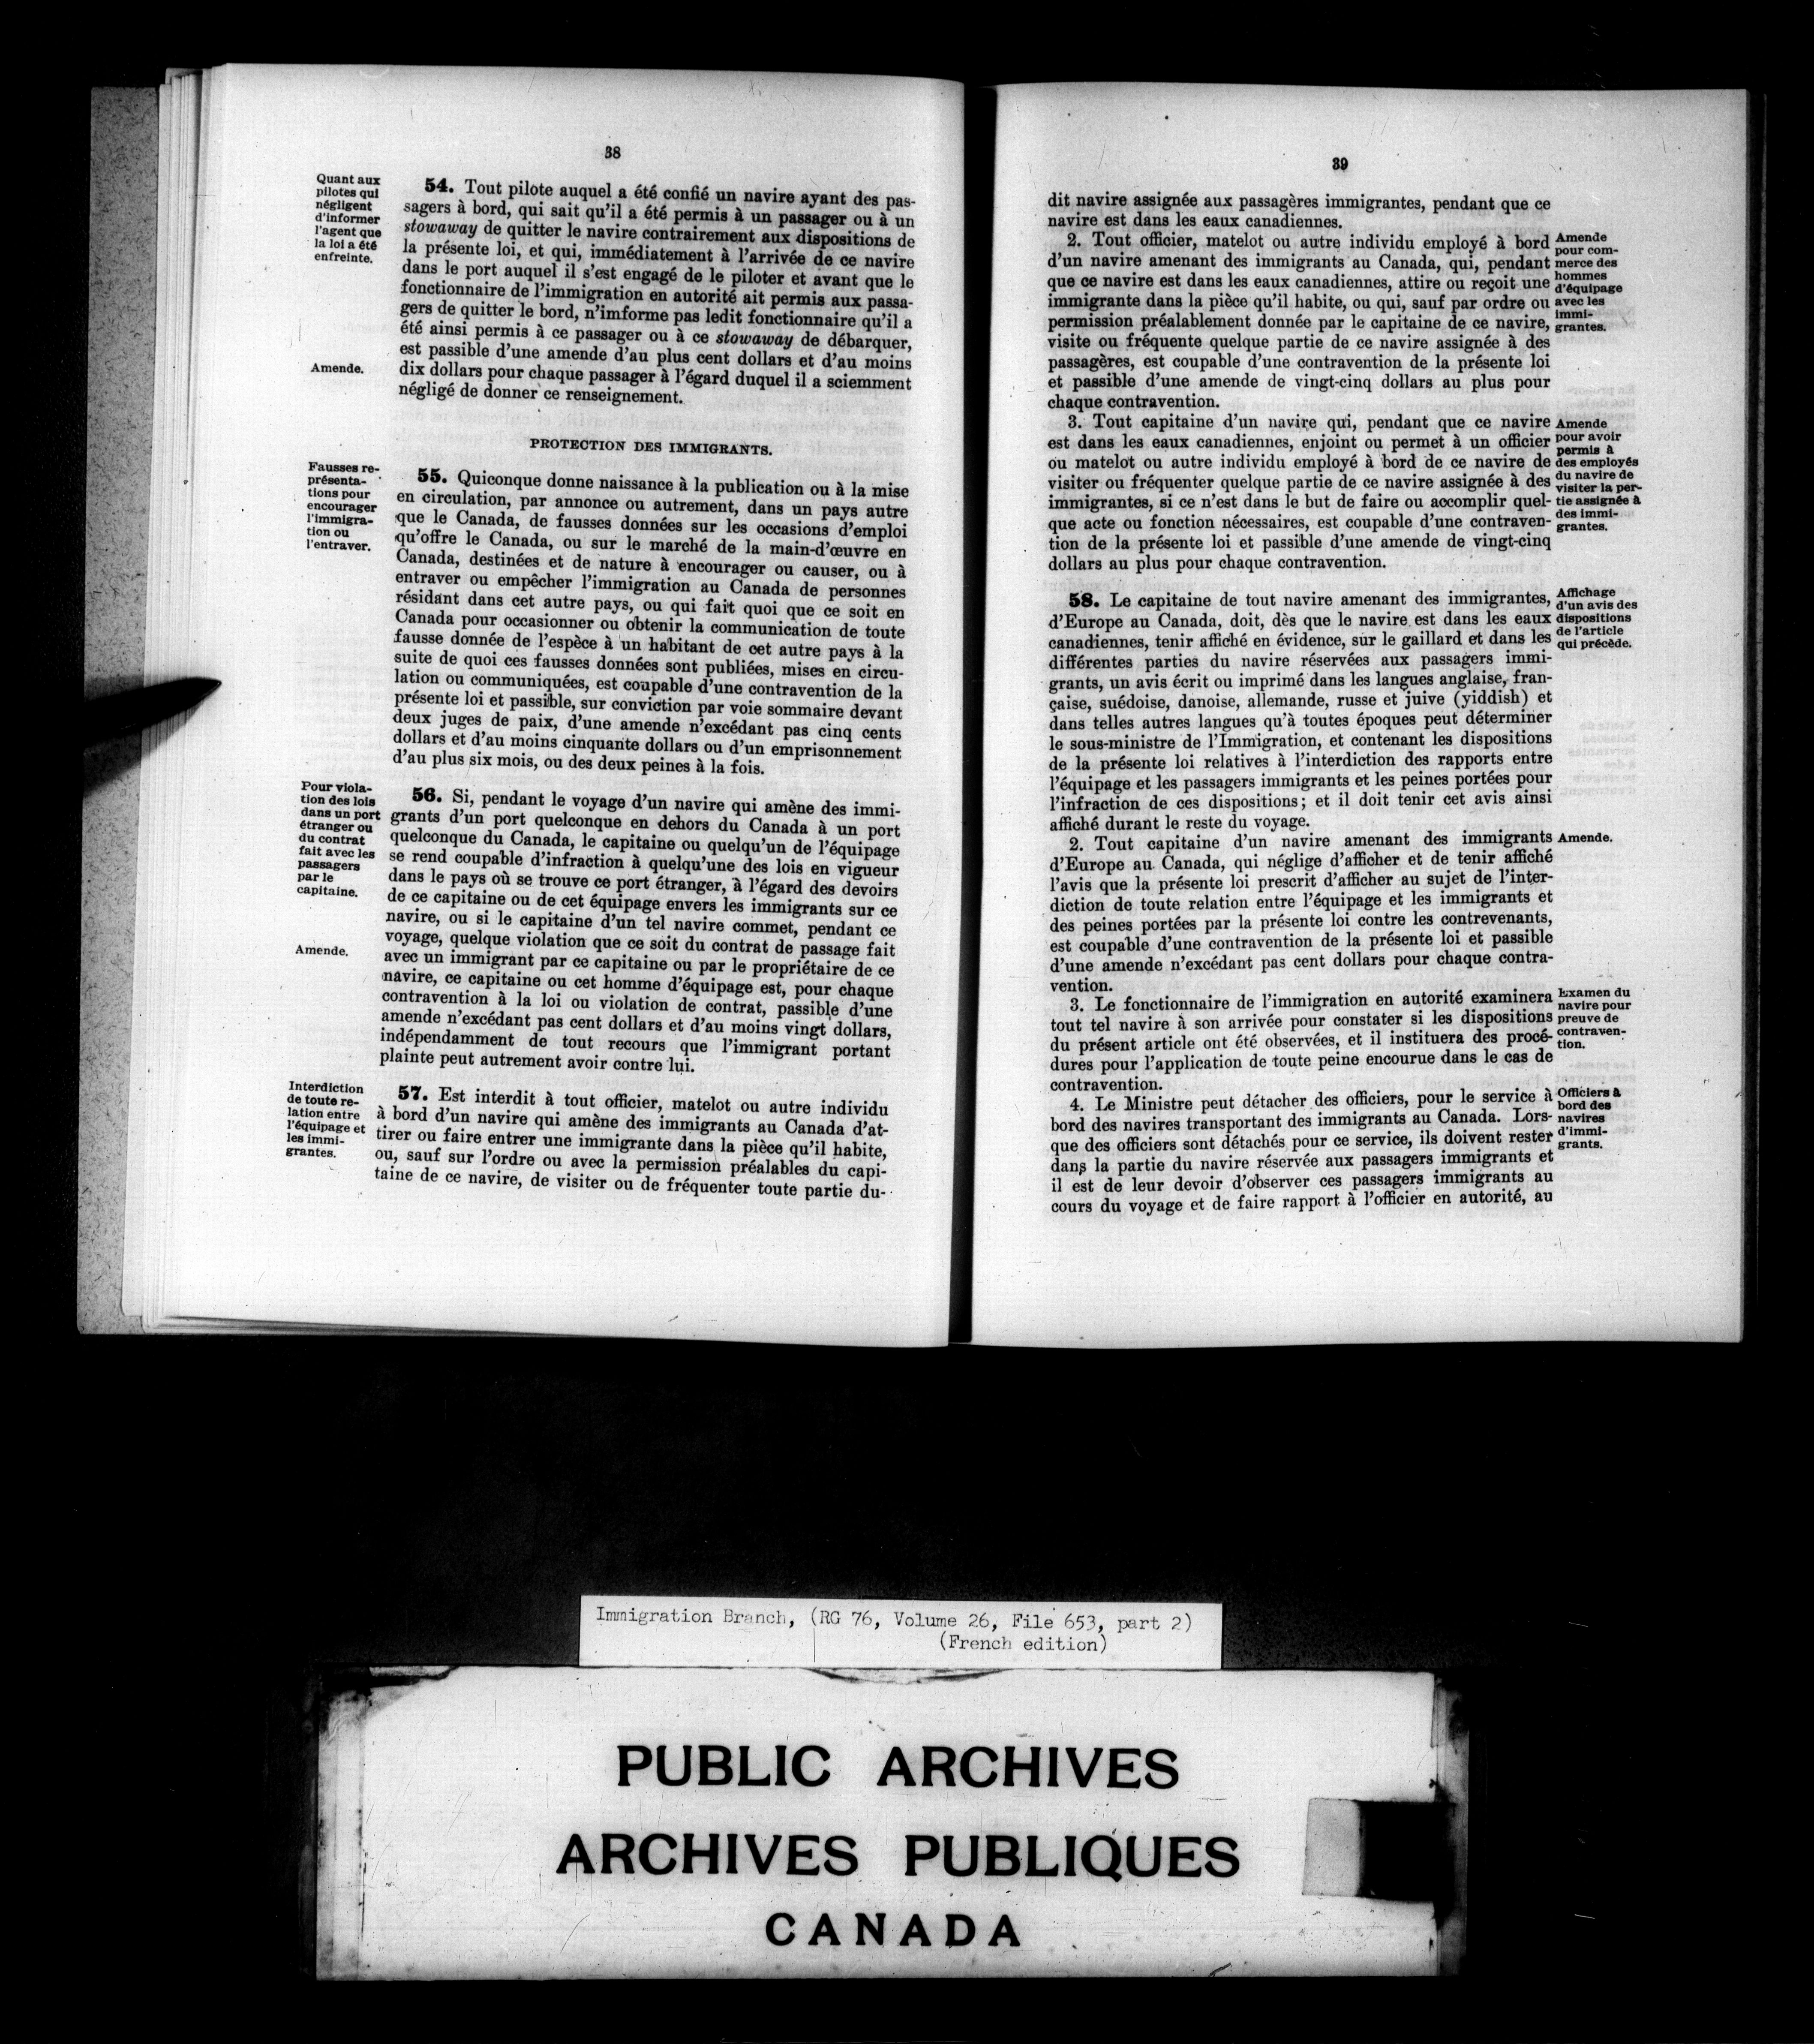 38
Quant aux
pilotes qui
négligent
d'informer
l'agent que
la loi a été
enfreinte.
54. Tout pilote auquel a été confié un navire ayant des pas-
sagers à bord, qui sait qu'il a été permis à un passager ou à un
stowaway de quitter le navire contrairement aux dispositions de
la présente loi, et qui, immédiatement à l'arrivée de ce navire
dans le port auquel il s'est engagé de le piloter et avant que le
fonctionnaire de l'immigration en autorité ait permis aux passa-
gers de quitter le bord, n'imforme pas ledit fonctionnaire qu'il a
été ainsi permis à ce passager ou à ce stowaway de débarquer,
est passible d'une amende d'au plus cent dollars et d'au moins
dix dollars pour chaque passager à l'égard duquel il a sciemment
négligé de donner ce renseignement.
Amende.
PROTECTION DES IMMIGRANTS.
Fausses re-
présenta-
tions pour
encourager
l'immigra-
tion ou
l'entraver.
55. Quiconque donne naissance à la publication ou à la mise
en circulation, par annonce ou autrement, dans un pays autre
que le Canada, de fausses données sur les occasions d'emploi
qu'offre le Canada, ou sur le marché de la main-d'œuvre en
Canada, destinées et de nature à encourager ou causer, ou à
entraver ou empêcher l'immigration au Canada de personnes
résidant dans cet autre pays, ou qui fait quoi que ce soit en
Canada pour occasionner ou obtenir la communication de toute
fausse donnée de l'espèce à un habitant de cet autre pays à la
suite de quoi ces fausses données sont publiées, mises en circu-
lation ou communiquées, est coupable d'une contravention de la
présente loi et passible, sur conviction par voie sommaire devant
deux juges de paix, d'une amende n'excédant pas cinq cents
dollars et d'au moins cinquante dollars ou d'un emprisonnement
d'au plus six mois, ou des deux peines à la fois.
Pour viola-
tion des lois
dans un port
étranger ou
du contrat
fait avec les
passagers
par le
capitaine.
56. Si, pendant le voyage d'un navire qui amène des immi-
grants d'un port quelconque en dehors du Canada à un port
quelconque du Canada, le capitaine ou quelqu'un de l'équipage
se rend coupable d'infraction à quelqu'une des lois en vigueur
dans le pays où se trouve ce port étranger, à l'égard des devoirs
de ce capitaine ou de cet équipage envers les immigrants sur ce
navire, ou si le capitaine d'un tel navire commet, pendant ce
voyage, quelque violation que ce soit du contrat de passage fait
avec un immigrant par ce capitaine ou par le propriétaire de ce
navire, ce capitaine ou cet homme d'équipage est, pour chaque
contravention à la loi ou violation de contrat, passible d'une
amende n'excédant pas cent dollars et d'au moins vingt dollars,
indépendamment de tout recours que l'immigrant portant
plainte peut autrement avoir contre lui.
Amende.
Interdiction
de toute re-
lation entre
l'équipage et
les immi-
grantes.
57. Est interdit à tout officier, matelot ou autre individu
à bord d'un navire qui amène des immigrants au Canada d'at-
tirer ou faire entrer une immigrante dans la pièce qu'il habite,
ou, sauf sur l'ordre ou avec la permission préalables du capi-
taine de ce navire, de visiter ou de fréquenter toute partie du-
39
dit navire assignée aux passagères immigrantes, pendant que ce
navire est dans les eaux canadiennes.
2. Tout officier, matelot ou autre individu employé à bord
d'un navire amenant des immigrants au Canada, qui, pendant
que ce navire est dans les eaux canadiennes, attire ou reçoit une
immigrante dans la pièce qu'il habite, ou qui, sauf par ordre ou
permission préalablement donnée par le capitaine de ce navire,
visite ou fréquente quelque partie de ce navire assignée à des
passagères, est coupable d'une contravention de la présente loi
et passible d'une amende de vingt-cinq dollars au plus pour
chaque contravention.
Amende
pour com-
merce des
hommes
d'équipage
avec les
immi-
grantes.
3. Tout capitaine d'un navire qui, pendant que ce navire
est dans les eaux canadiennes, enjoint ou permet à un officier
ou matelot ou autre individu employé à bord de ce navire de
visiter ou fréquenter quelque partie de ce navire assignée à des
immigrantes, si ce n'est dans le but de faire ou accomplir quel-
que acte ou fonction nécessaires, est coupable d'une contraven-
tion de la présente loi et passible d'une amende de vingt-cinq
dollars au plus pour chaque contravention.
Amende
pour avoir
permis à
des employés
du navire de
visiter la per-
tie assignée à
des immi-
grantes.
58. Le capitaine de tout navire amenant des immigrantes,
d'Europe au Canada, doit, dès que le navire est dans les eaux
canadiennes, tenir affiché en évidence, sur le gaillard et dans les
différentes parties du navire réservées aux passagers immi-
grants, un avis écrit ou imprimé dans les langues anglaise, fran-
çaise, suédoise, danoise, allemande, russe et juive (yiddish) et
dans telles autres langues qu'à toutes époques peut déterminer
le sous-ministre de l'Immigration, et contenant les dispositions
de la présente loi relatives à l'interdiction des rapports entre
l'équipage et les passagers immigrants et les peines portées pour
l'infraction de ces dispositions; et il doit tenir cet avis ainsi
affiché durant le reste du voyage.
Affichage
d'un avis des
dispositions
de l'article
qui précède.
2. Tout capitaine d'un navire amenant des immigrants
d'Europe au Canada, qui néglige d'afficher et de tenir affiché
l'avis que la présente loi prescrit d'afficher au sujet de l'inter-
diction de toute relation entre l'équipage et les immigrants et
des peines portées par la présente loi contre les contrevenants,
est coupable d'une contravention de la présente loi et passible
d'une amende n'excédant pas cent dollars pour chaque contra-
vention.
Amende.
3. Le fonctionnaire de l'immigration en autorité examinera
tout tel navire à son arrivée pour constater si les dispositions
du présent article ont été observées, et il instituera des procé-
dures pour l'application de toute peine encourue dans le cas de
contravention.
Examen du
navire pour
preuve de
contraven-
tion.
4. Le Ministre peut détacher des officiers, pour le service à
bord des navires transportant des immigrants au Canada. Lors-
que des officiers sont détachés pour ce service, ils doivent rester
dans la partie du navire réservée aux passagers immigrants et
il est de leur devoir d'observer ces passagers immigrants au
cours du voyage et de faire rapport à l'officier en autorité, au
Officiers à
bord des
navires
d'immi-
grants.
Immigration Branch, (RG 76, Volume 26, File 653, part 2)
(French edition)
PUBLIC ARCHIVES
ARCHIVES PUBLIQUES
CANADA